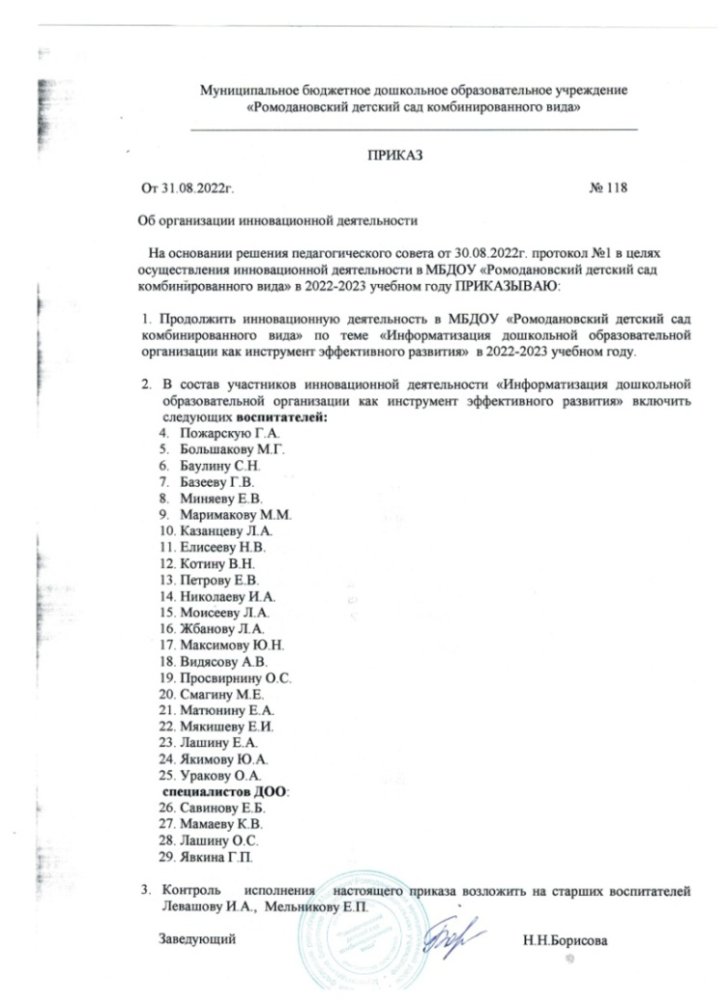 Муниципальное бюджетное дошкольное образовательное учреждение
«Ромодановский детский сад комбинированного вида»
ПРИКАЗ
От 31.08.2022г. № 118
Об организации инновационной деятельности
На основании решения педагогического совета от 30.08.2022г. протокол №1 в целях
осуществления инновационной деятельности в МБДОУ «Ромодановский детский сад
комбинированного вида» в 2022-2023 учебном году ПРИКАЗЫВАЮ:
1. Продолжить инновационную деятельность в МБДОУ «Ромодановский детский сад
комбинированного вида» по теме «Информатизация дошкольной образовательной
организации как инструмент эффективного развития» в 2022-2023 учебном году.
2. В состав участников инновационной деятельности «Информатизация дошкольной
образовательной организации как инструмент эффективного развития» включить
следующих воспитателей:
4. Пожарскую Г.А.
5. Большакову М.Г.
6. Баулину С.Н.
7. Базееву Г.В.
8. Миняеву Е.В.
9. Маримакову М.М.
10. Казанцеву Л.А.
11. Елисееву Н.В.
12. Котину В.Н.
13. Петрову Е.В.
14. Николаеву И.А.
15. Моисееву Л.А.
16. Жбанову Л.А.
17. Максимову Ю.Н.
18. Видясову А.В.
19. Просвирнину О.С.
20. Смагину М.Е.
21. Матюнину Е.А.
22. Мякишеву Е.И.
23. Лашину Е.А.
24. Якимову Ю.А.
25. Уракову О.А.
специалистов ДОО:
26. Савинову Е.Б.
27. Мамаеву К.В.
28. Лашину О.С.
29. Явкина Г.П.
3. Контроль исполнения настоящего приказа возложить на старших воспитателей
Левашову И.А., Мельникову Е.П.
Заведующий Н.Н.Борисова